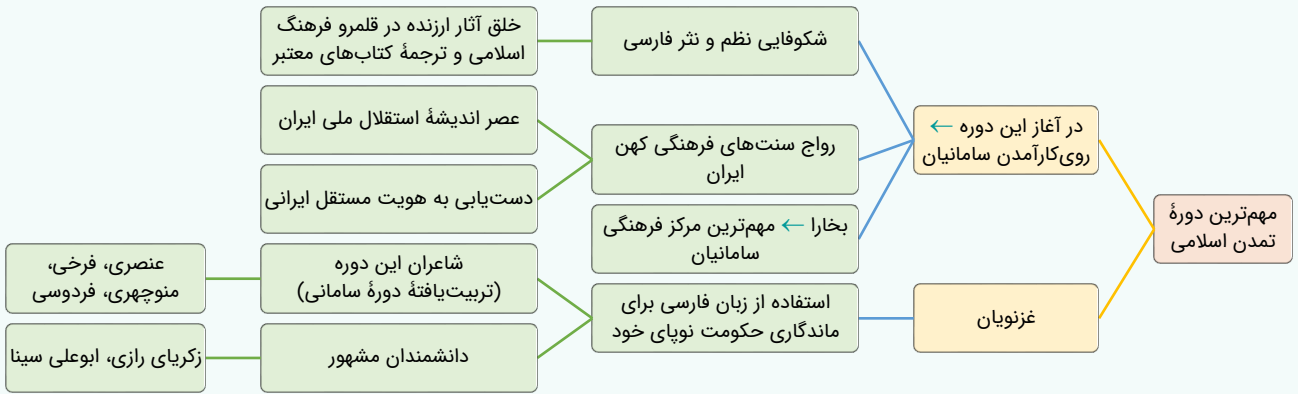 مهم‌ترین دورهٔ
تمدن اسلامی
در آغاز این دوره ←
روی‌کارآمدن سامانیان
شکوفایی نظم و نثر فارسی
خلق آثار ارزنده در قلمرو فرهنگ
اسلامی و ترجمهٔ کتاب‌های معتبر
رواج سنت‌های فرهنگی کهن
ایران
عصر اندیشهٔ استقلال ملی ایران
دست‌یابی به هویت مستقل ایرانی
بخارا ← مهم‌ترین مرکز فرهنگی
سامانیان
غزنویان
استفاده از زبان فارسی برای
ماندگاری حکومت نوپای خود
شاعران این دوره
(تربیت‌یافتهٔ دورهٔ سامانی)
عنصری، فرخی،
منوچهری، فردوسی
دانشمندان مشهور
زکریای رازی، ابوعلی سینا